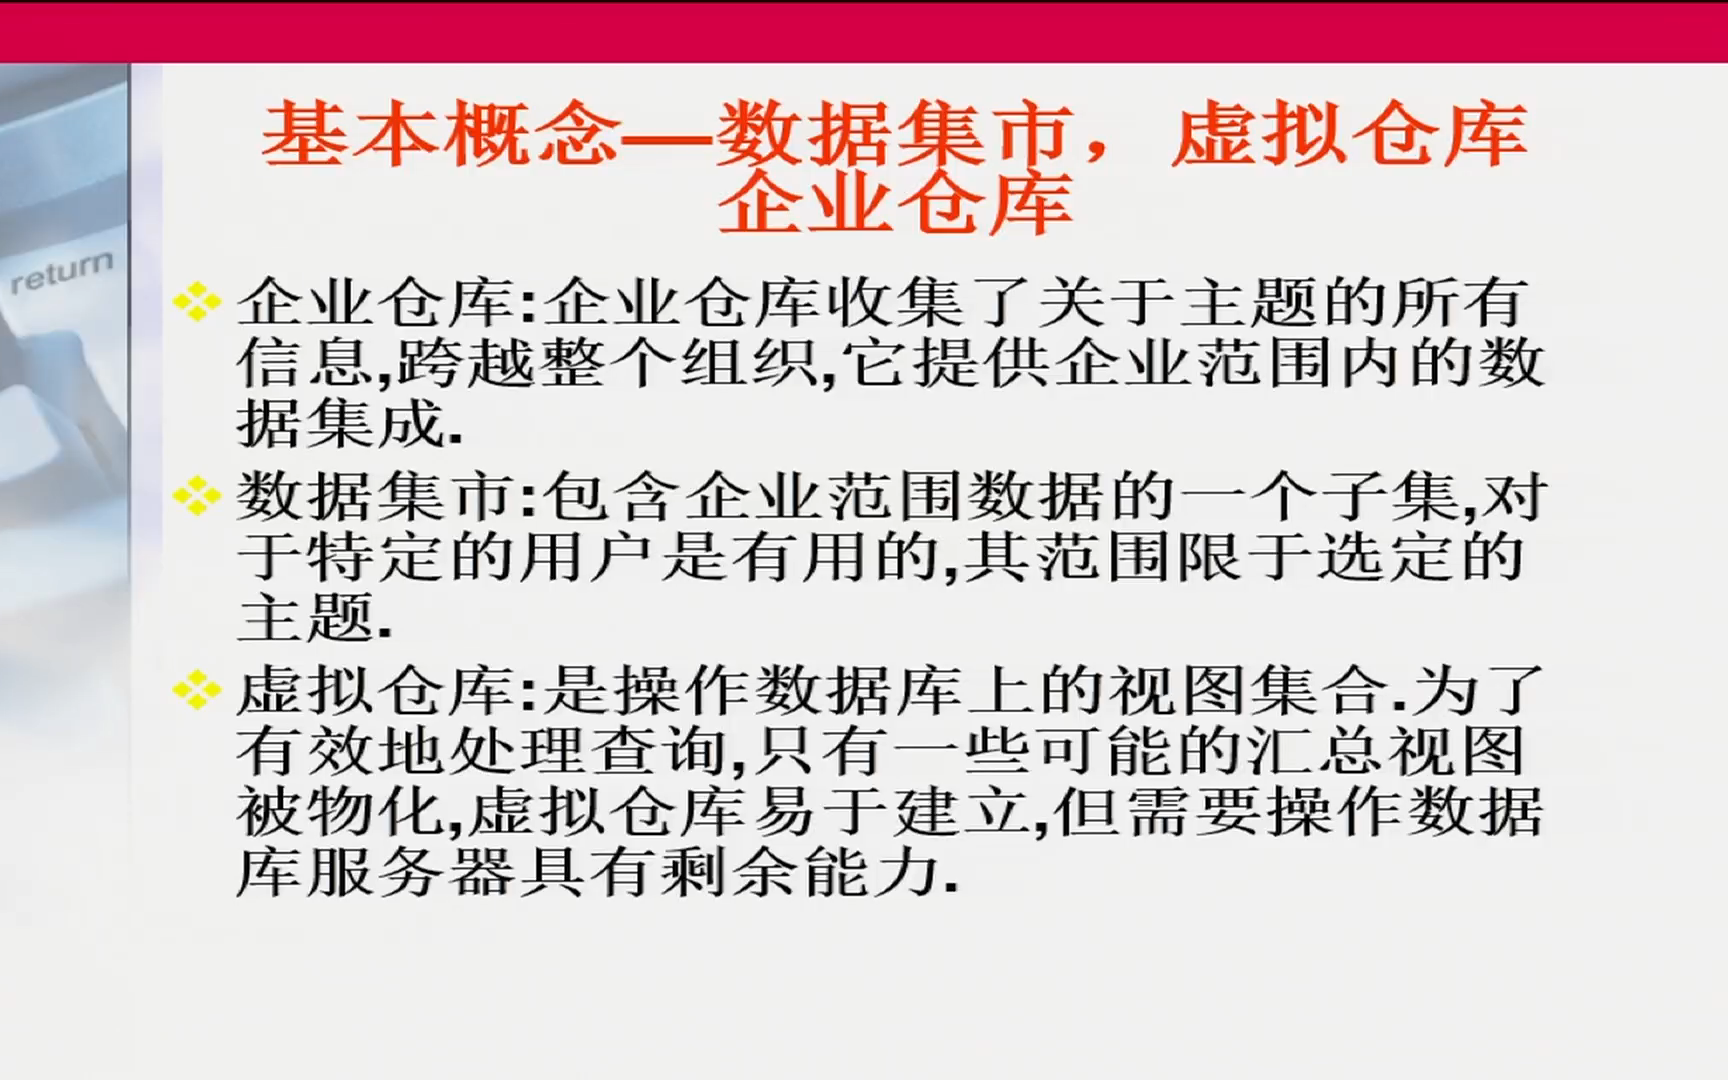 基本概念—数据集市，虚拟仓库
企业仓库
return
企业仓库:企业仓库收集了关于主题的所有
信息,跨越整个组织,它提供企业范围内的数
据集成.
数据集市:包含企业范围数据的一个子集,对
于特定的用户是有用的,其范围限于选定的
主题.
虚拟仓库:是操作数据库上的视图集合.为了
有效地处理查询,只有一些可能的汇总视图
被物化,虚拟仓库易于建立,但需要操作数据
库服务器具有剩余能力.